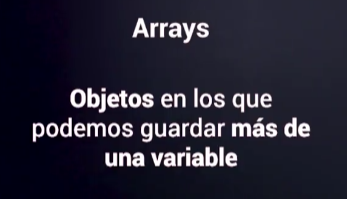 Arrays
Objetos en los que
podemos guardar más de
una variable